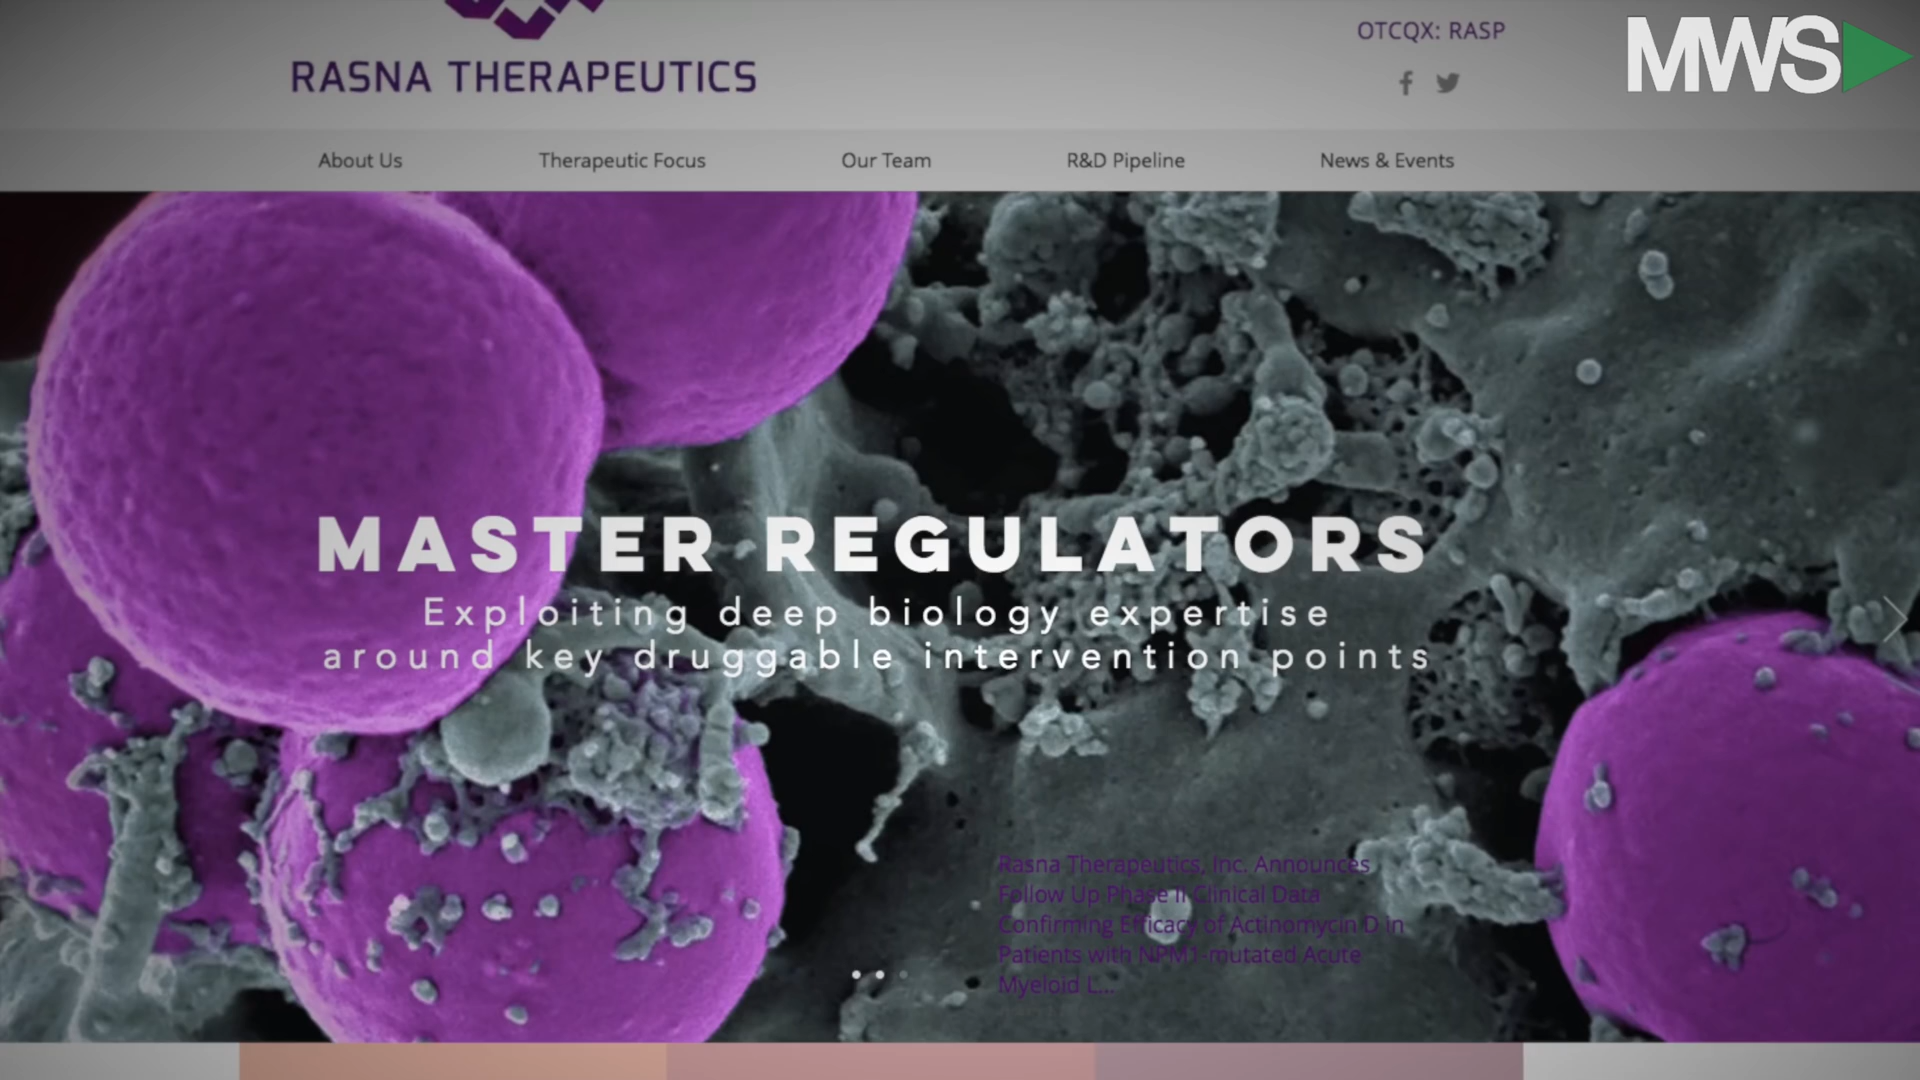 RASNA THERAPEUTICS
OTCQX: RASP
MWS
About Us
Therapeutic Focus
Our Team
R&D Pipeline
News & Events
MASTER REGULATORS
Exploiting deep biology expertise
around key druggable intervention points
Rasna Therapeutics, Inc. Announces
Follow Up Phase II Clinical Data
Confirming Efficacy of Actinomycin D in
Patients with NPM1-mutated Acute
Myeloid L...